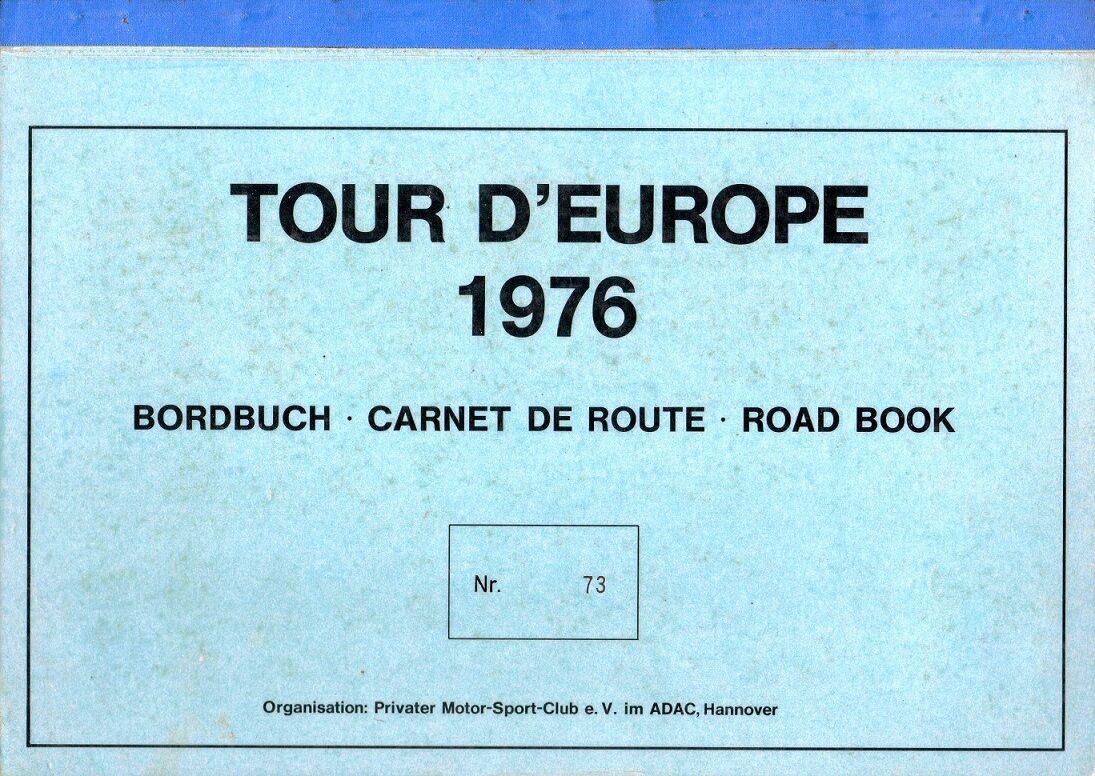 TOUR D'EUROPE
1976
BORDBUCH · CARNET DE ROUTE · ROAD BOOK
Nr. 73
Organisation: Privater Motor-Sport-Club e. V. im ADAC, Hannover